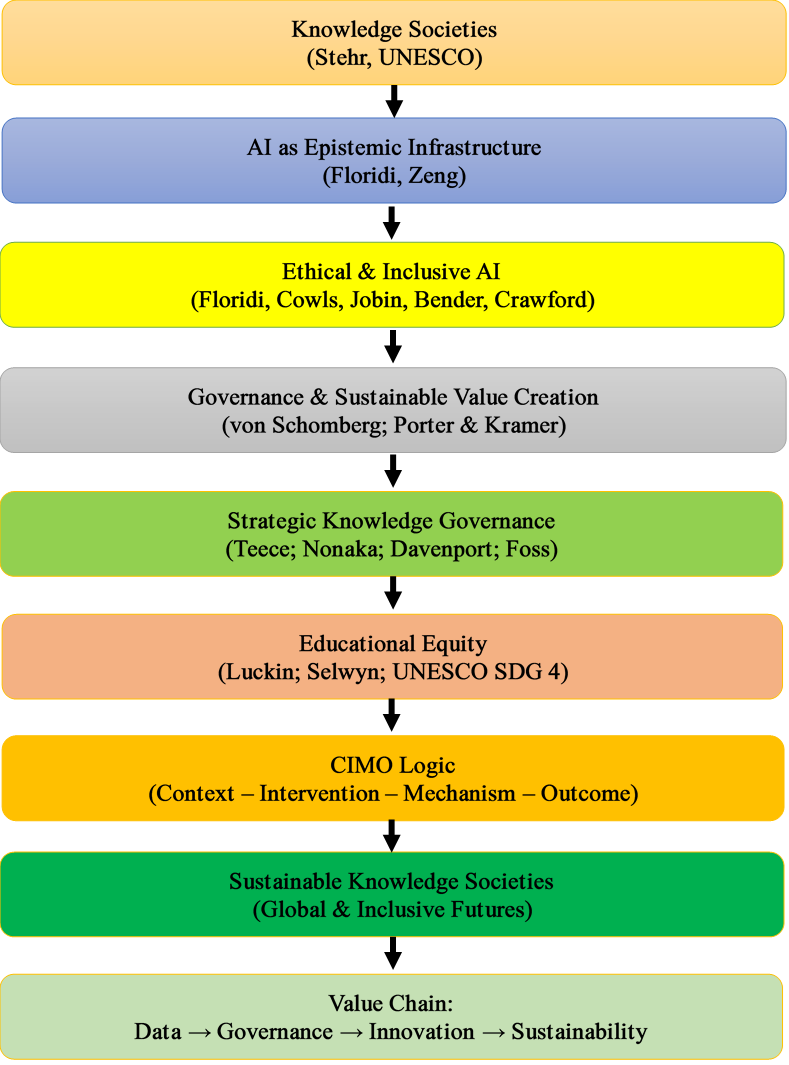 Knowledge Societies
(Stehr, UNESCO)
AI as Epistemic Infrastructure
(Floridi, Zeng)
Ethical & Inclusive AI
(Floridi, Cowls, Jobin, Bender, Crawford)
Governance & Sustainable Value Creation
(von Schomberg; Porter & Kramer)
Strategic Knowledge Governance
(Teece; Nonaka; Davenport; Foss)
Educational Equity
(Luckin; Selwyn; UNESCO SDG 4)
CIMO Logic
(Context – Intervention – Mechanism – Outcome)
Sustainable Knowledge Societies
(Global & Inclusive Futures)
Value Chain:
Data → Governance → Innovation → Sustainability